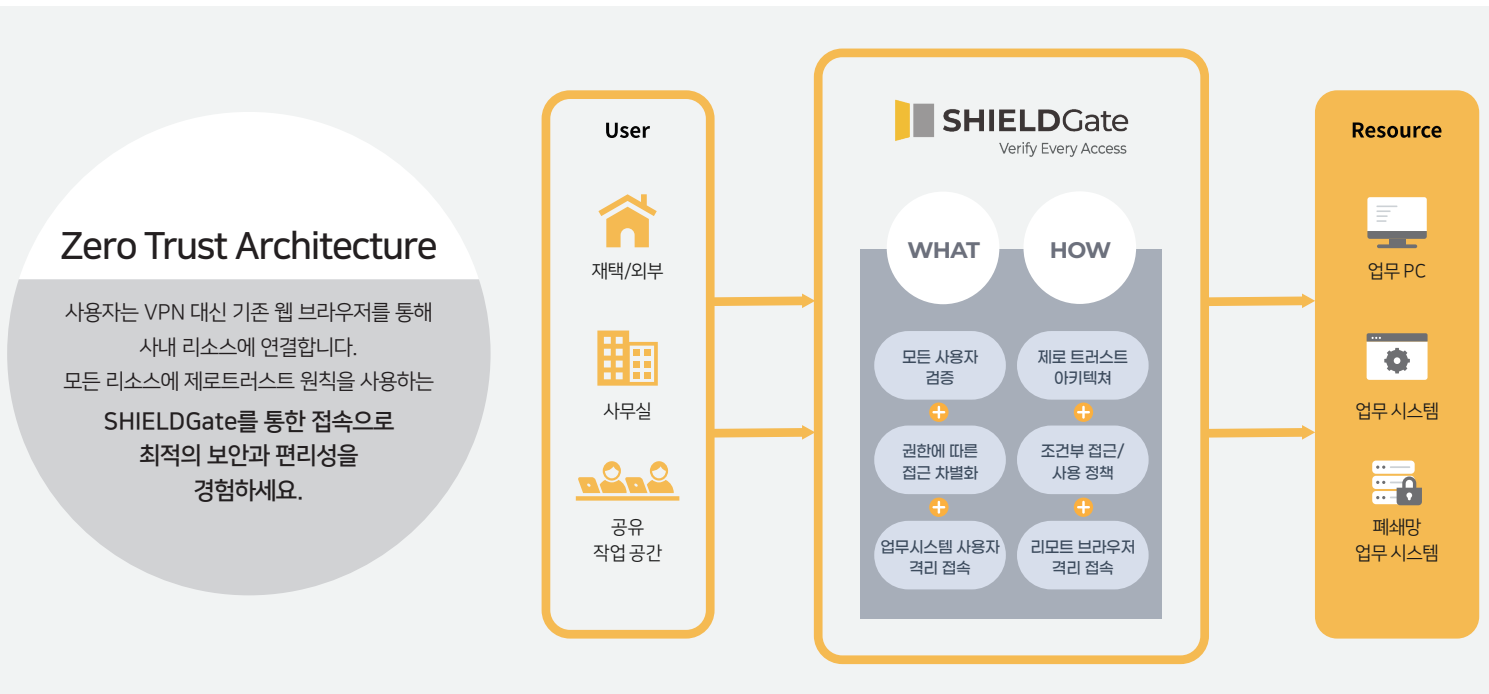 Zero Trust Architecture
사용자는 VPN 대신 기존 웹 브라우저를 통해
사내 리소스에 연결합니다.
모든 리소스에 제로트러스트 원칙을 사용하는
SHIELDGate를 통한 접속으로
최적의 보안과 편리성을
경험하세요.
User
재택/외부
사무실
공유
작업 공간
SHIELDGate
Verify Every Access
WHAT
모든 사용자
검증
권한에 따른
접근 차별화
업무시스템 사용자
격리 접속
HOW
제로 트러스트
아키텍쳐
조건부 접근/
사용 정책
리모트 브라우저
격리 접속
Resource
업무 PC
업무 시스템
폐쇄망
업무 시스템